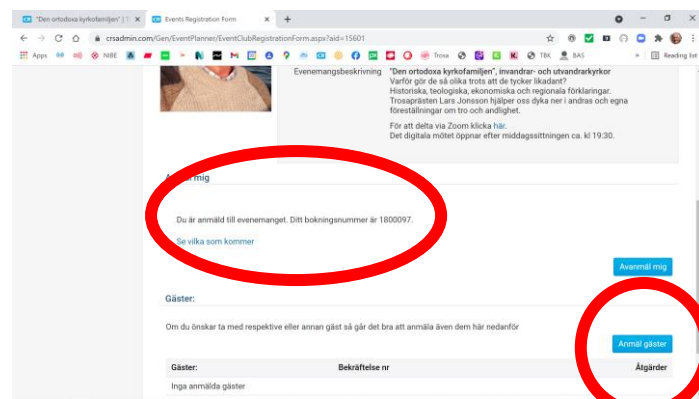 "Den ortodoxa kyrkofamiljen" | T
Events Registration Form
crsadmin.com/Gen/EventPlanner/EventClubRegistrationForm.aspx?aid=15601
Apps
NIBE
Trosa
TBK
BAS
»
Reading list
Evenemangsbeskrivning "Den ortodoxa kyrkofamiljen", invandrar- och utvandrarkyrkor
Varför gör de så olika trots att de tycker likadant?
Historiska, teologiska, ekonomiska och regionala förklaringar.
Trosaprästen Lars Jonsson hjälper oss dyka ner i andras och egna
föreställningar om tro och andlighet.
För att delta via Zoom klicka här.
Det digitala mötet öppnar efter middagssittningen ca. kl 19:30.
mig
Du är anmäld till evenemanget. Ditt bokningsnummer är 1800097.
Se vilka som kommer
Avanmäl mig
Gäster:
Om du önskar ta med respektive eller annan gäst så går det bra att anmäla även dem här nedanför
Anmäl gäster
Gäster: Bekräftelse nr Åtgärder
Inga anmälda gäster